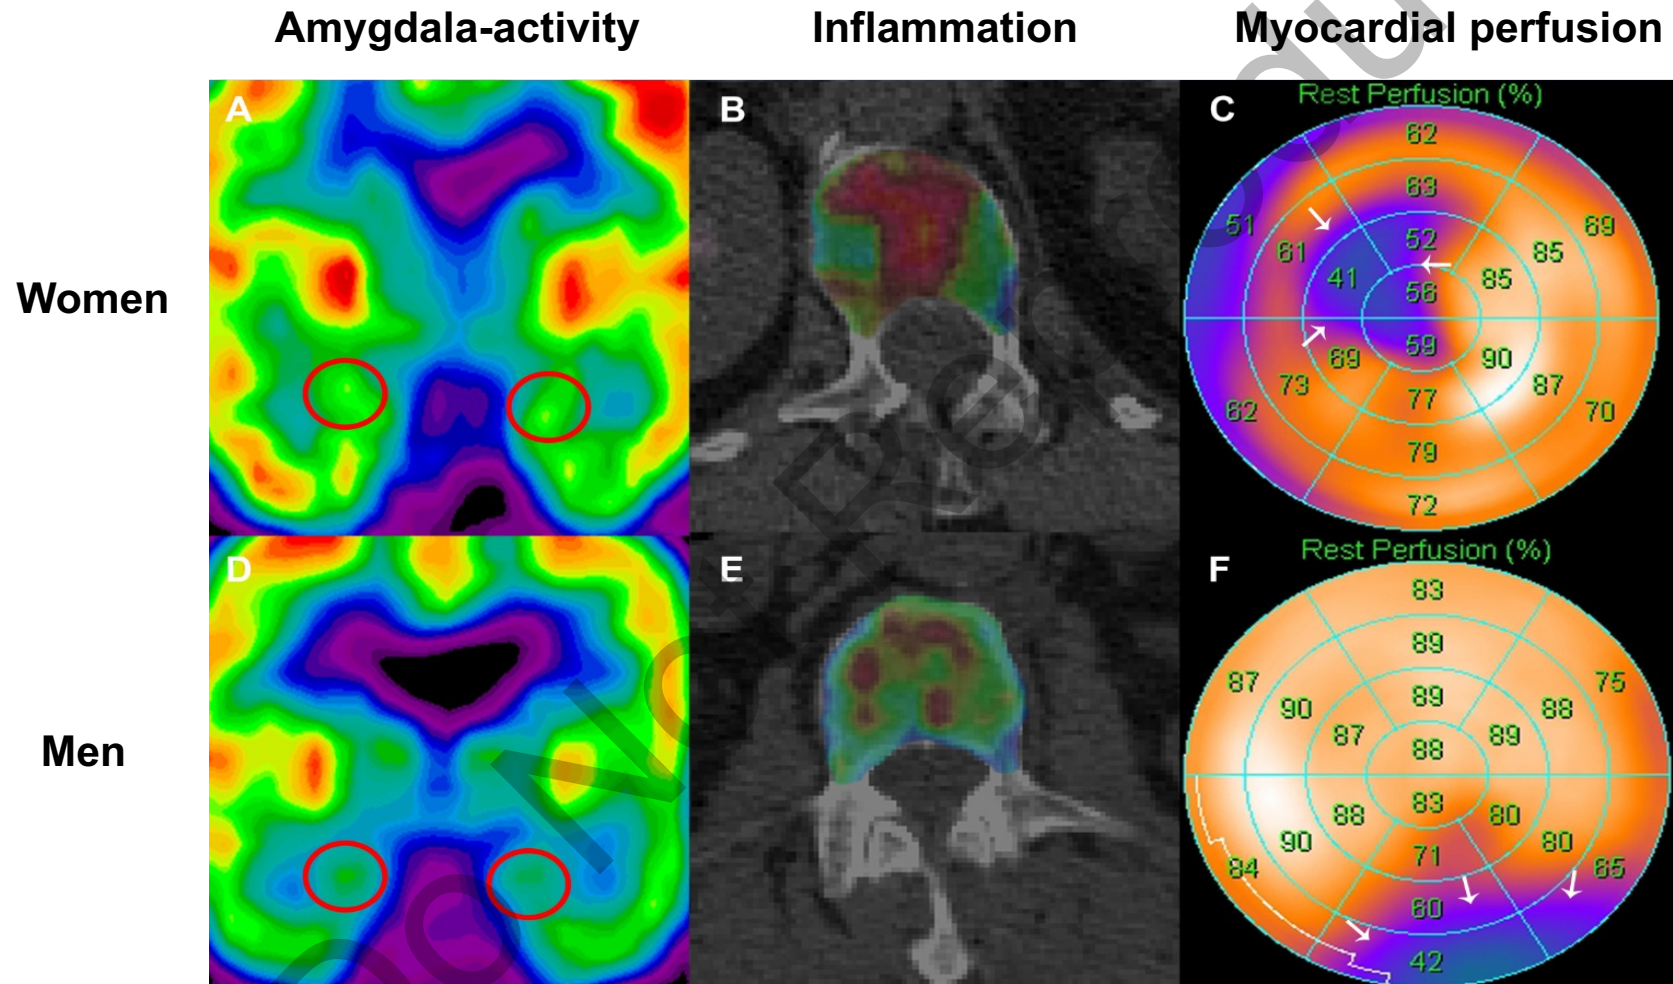 Amygdala-activity Inflammation Myocardial perfusion
Women
A B C
Rest Perfusion (%)
62
63
51 61 52 85 69
41 56 85
59
62 73 69 90 87 70
77
79
72
Men
D E F
Rest Perfusion (%)
83
89
87 90 89 88 75
87 88 89
83
84 90 88 80 80 65
71
60
42